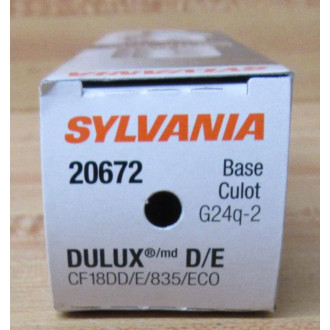 SYLVANIA
20672
Base
Culot
G24q-2
DULUX®/md D/E
CF18DD/E/835/ECO